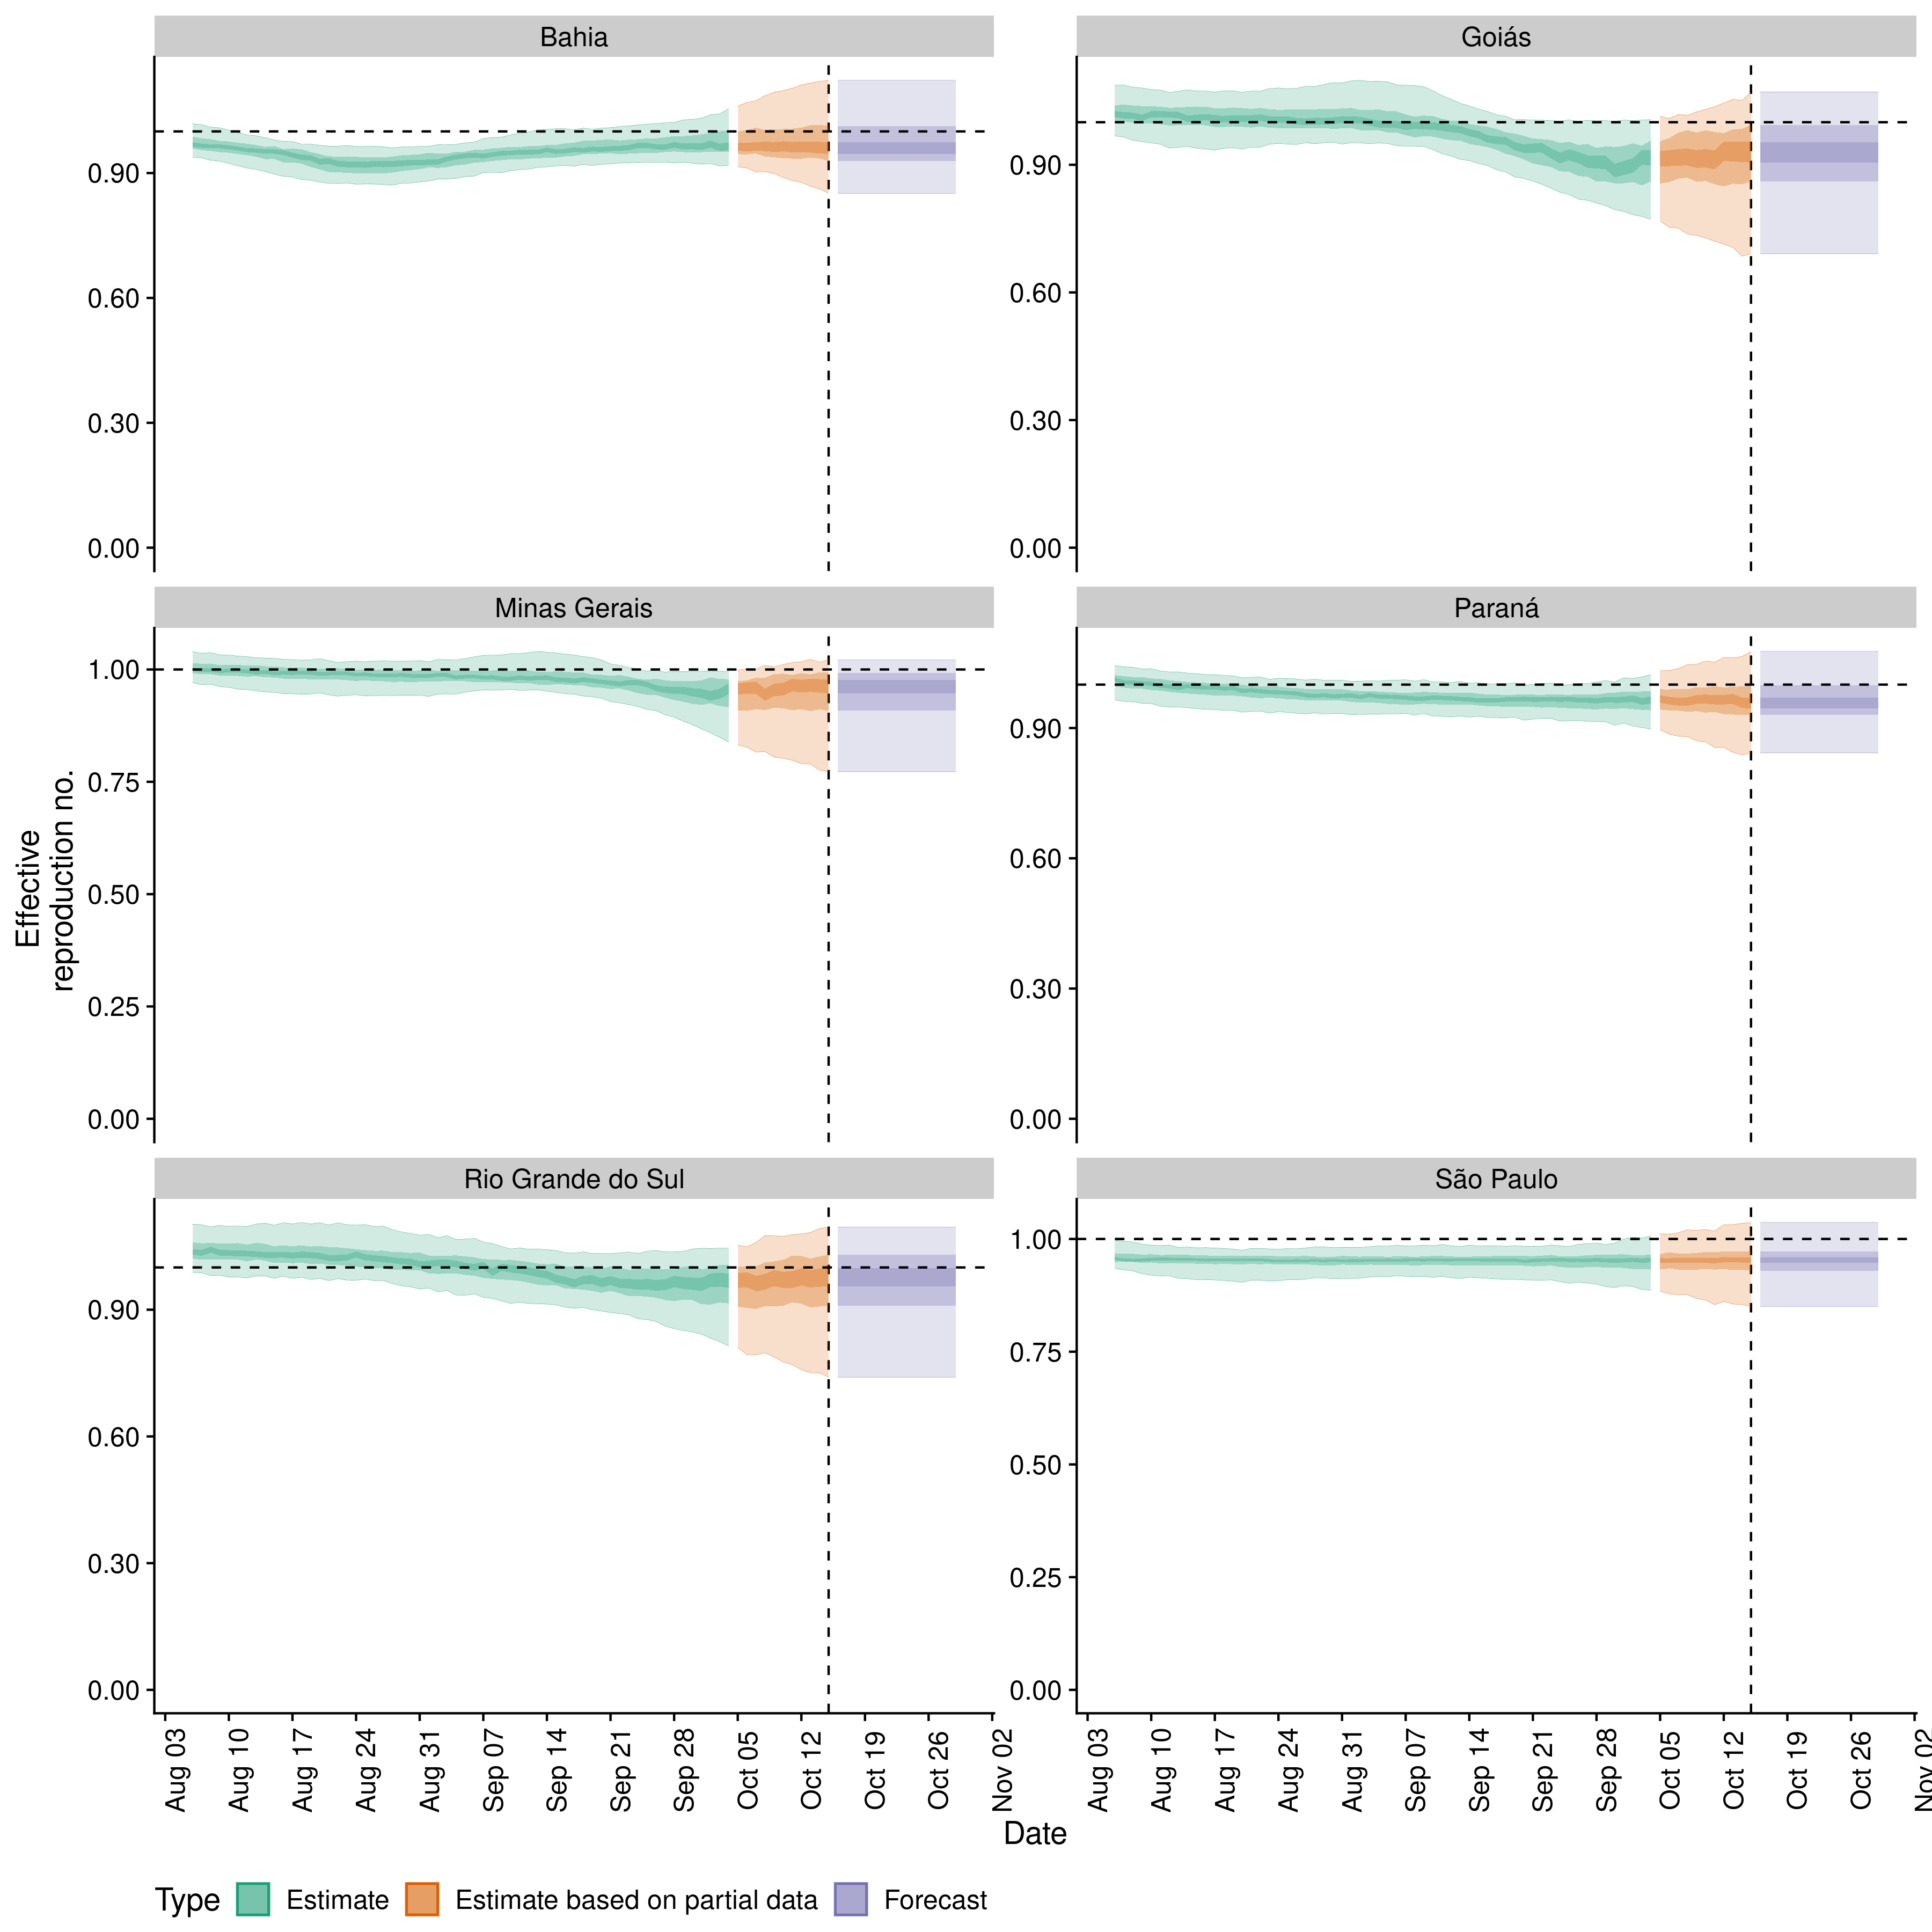 Bahia
Goiás
0.90
0.60
0.30
0.00
0.90
0.60
0.30
0.00
Minas Gerais
Paraná
1.00
0.75
0.50
0.25
0.00
0.90
0.60
0.30
0.00
Effective
reproduction no.
Rio Grande do Sul
São Paulo
0.90
0.60
0.30
0.00
1.00
0.75
0.50
0.25
0.00
Aug 03
Aug 10
Aug 17
Aug 24
Aug 31
Sep 07
Sep 14
Sep 21
Sep 28
Oct 05
Oct 12
Oct 19
Oct 26
Nov 02
Aug 03
Aug 10
Aug 17
Aug 24
Aug 31
Sep 07
Sep 14
Sep 21
Sep 28
Oct 05
Oct 12
Oct 19
Oct 26
Nov 02
Date
Type Estimate Estimate based on partial data Forecast